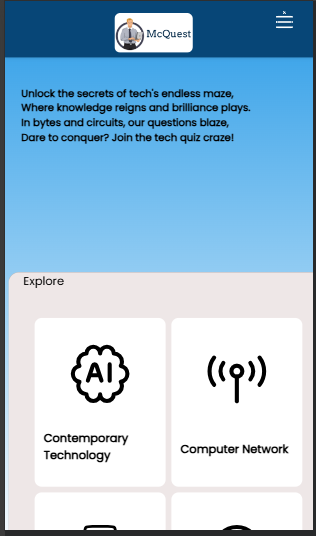 McQuest
Unlock the secrets of tech's endless maze,
Where knowledge reigns and brilliance plays.
In bytes and circuits, our questions blaze,
Dare to conquer? Join the tech quiz craze!
Explore
AI
Contemporary
Technology
Computer Network